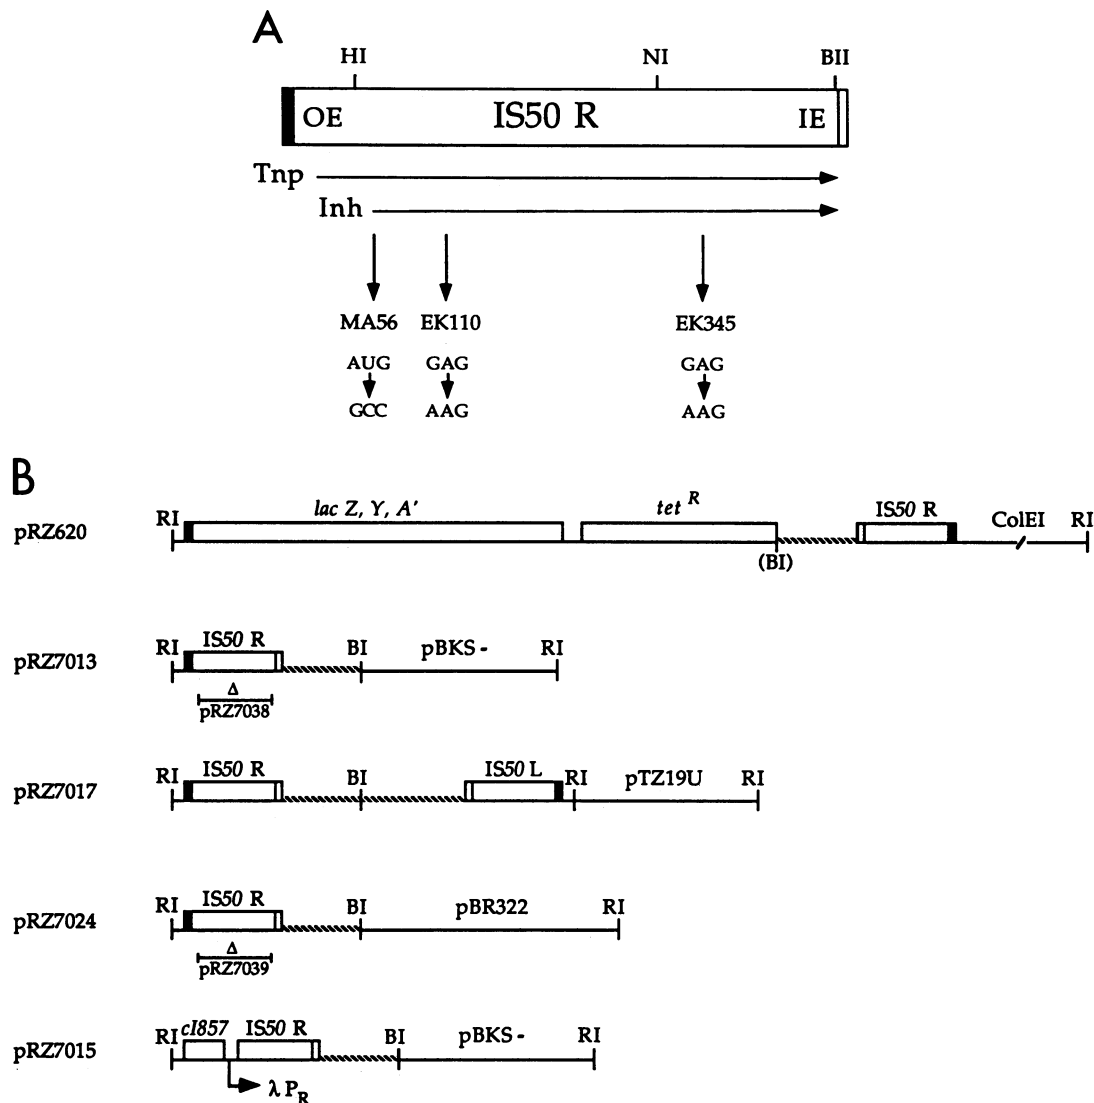 A
HI NI BII
OE IS50 R IE
Tnp
Inh
MA56 EK110 EK345
AUG GAG GAG
GCC AAG AAG
B
pRZ620 RI lac Z, Y, A' tet R IS50 R ColEI RI
(BI)
pRZ7013 RI IS50 R BI pBKS - RI
Δ
pRZ7038
pRZ7017 RI IS50 R BI IS50 L RI pTZ19U RI
pRZ7024 RI IS50 R BI pBR322 RI
Δ
pRZ7039
pRZ7015 RI cI857 IS50 R BI pBKS - RI
λ PR